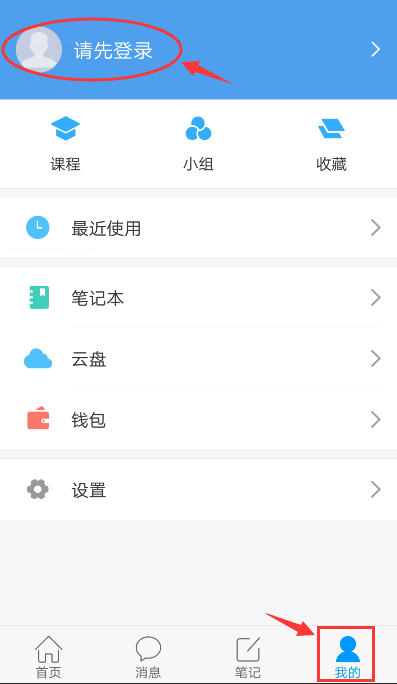 请先登录
课程 小组 收藏
最近使用
笔记本
云盘
钱包
设置
首页 消息 笔记 我的